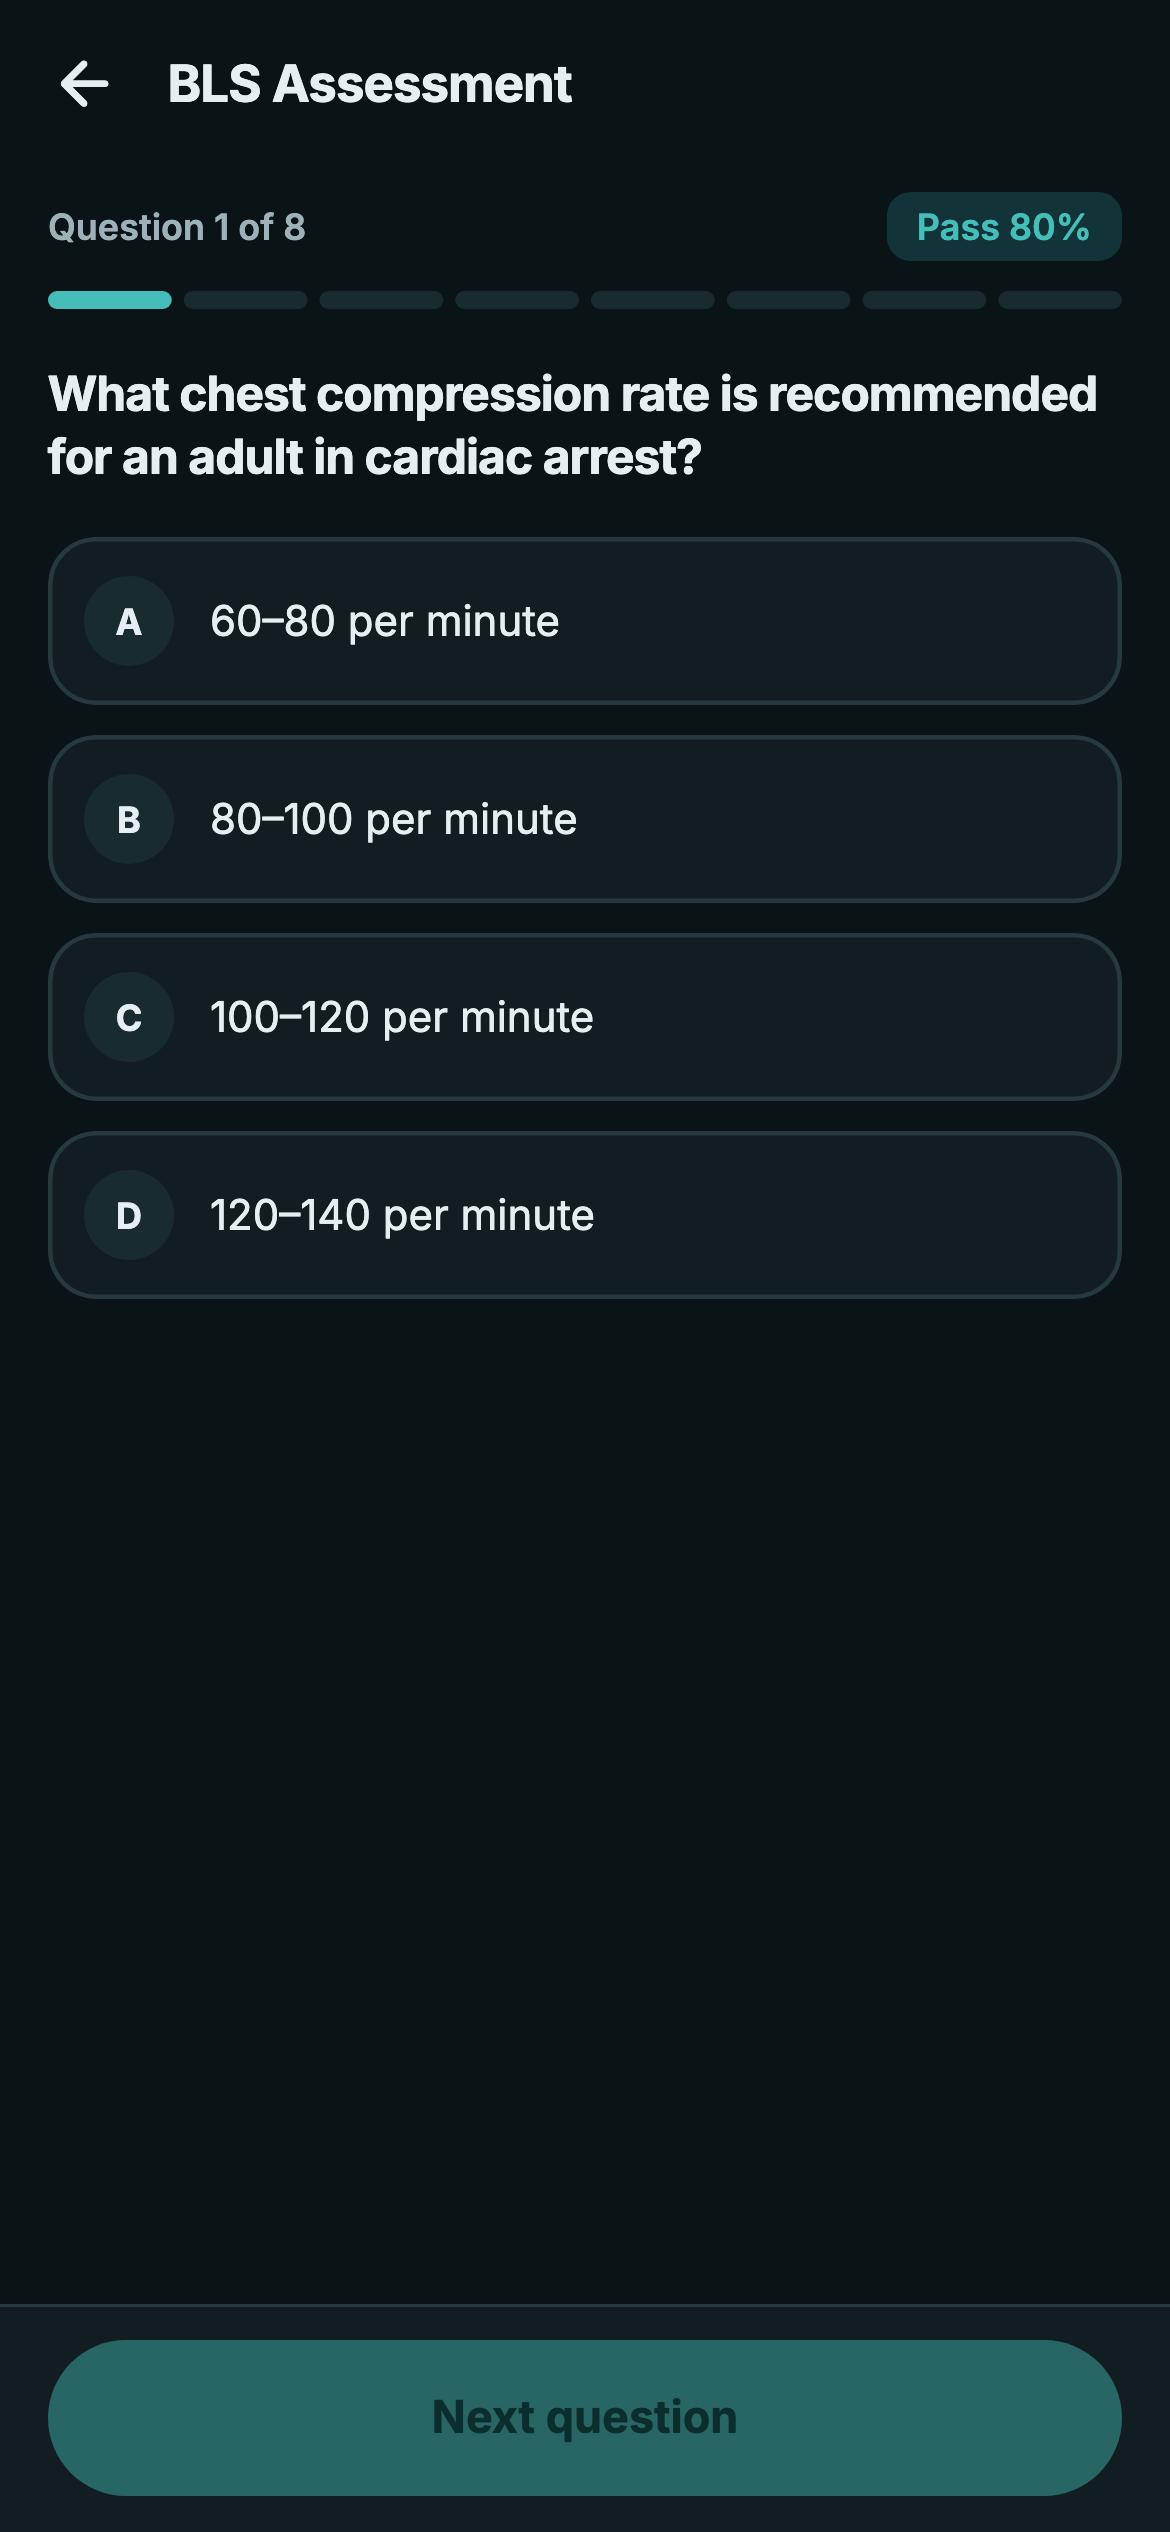 BLS Assessment
Question 1 of 8
Pass 80%
What chest compression rate is recommended
for an adult in cardiac arrest?
A 60–80 per minute
B 80–100 per minute
C 100–120 per minute
D 120–140 per minute
Next question